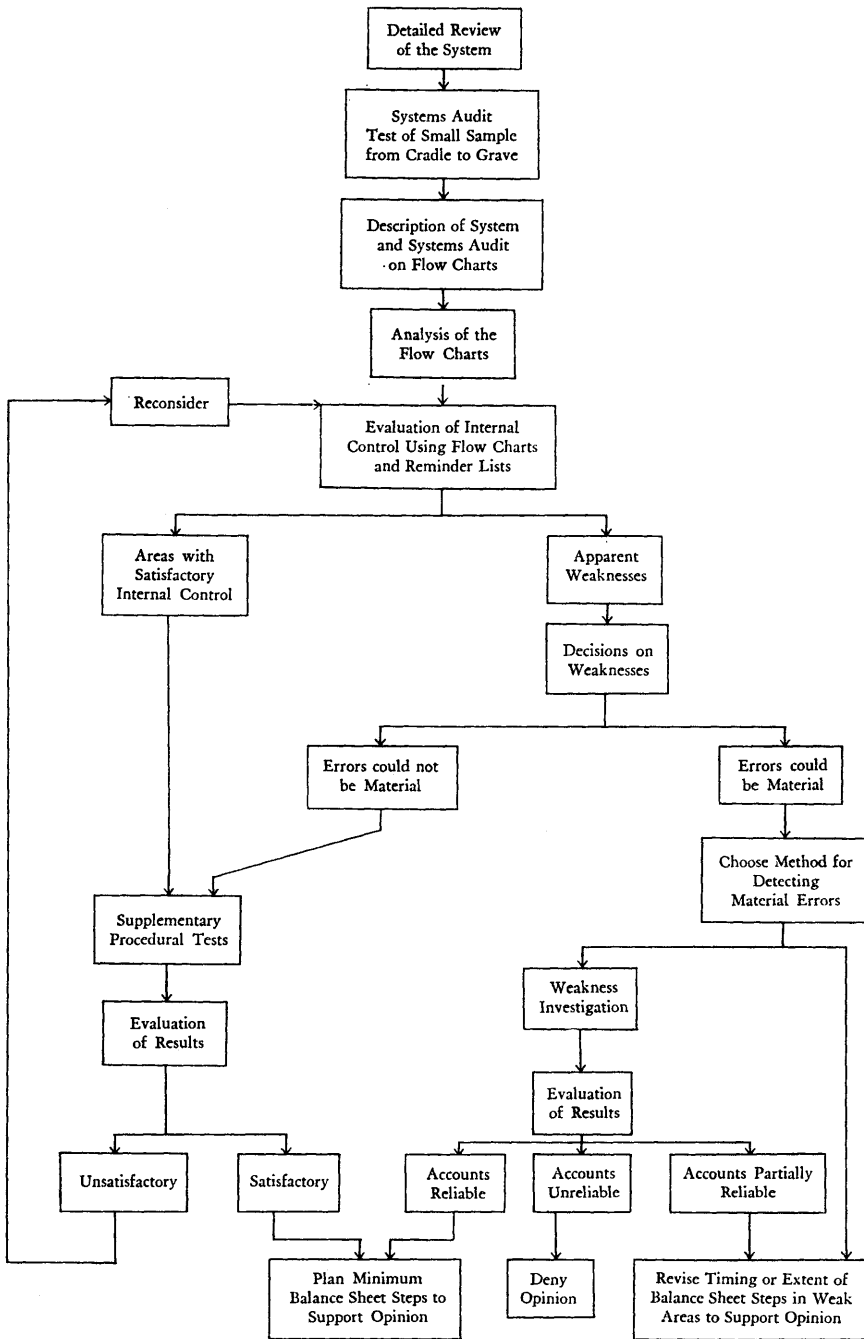 Detailed Review
of the System
Systems Audit
Test of Small Sample
from Cradle to Grave
Description of System
and Systems Audit
on Flow Charts
Analysis of the
Flow Charts
Reconsider
Evaluation of Internal
Control Using Flow Charts
and Reminder Lists
Areas with
Satisfactory
Internal Control
Apparent
Weaknesses
Decisions on
Weaknesses
Errors could not
be Material
Errors could
be Material
Choose Method for
Detecting
Material Errors
Supplementary
Procedural Tests
Weakness
Investigation
Evaluation
of Results
Evaluation
of Results
Unsatisfactory
Satisfactory
Accounts
Reliable
Accounts
Unreliable
Accounts Partially
Reliable
Plan Minimum
Balance Sheet Steps to
Support Opinion
Deny
Opinion
Revise Timing or Extent of
Balance Sheet Steps in Weak
Areas to Support Opinion